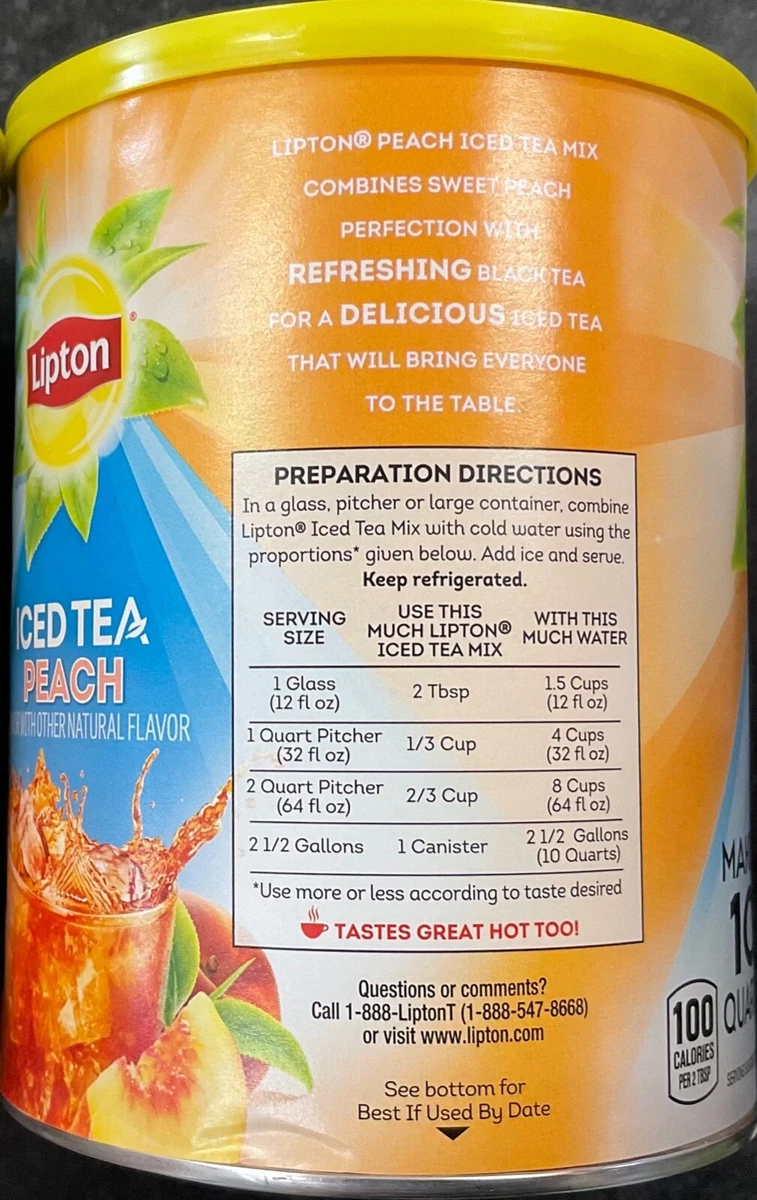 LIPTON® PEACH ICED TEA MIX
COMBINES SWEET PEACH
PERFECTION WITH
REFRESHING BLACK TEA
FOR A DELICIOUS ICED TEA
THAT WILL BRING EVERYONE
TO THE TABLE.
Lipton®
ICED TEA
PEACH
WITH OTHER NATURAL FLAVOR
PREPARATION DIRECTIONS
In a glass, pitcher or large container, combine
Lipton® Iced Tea Mix with cold water using the
proportions* given below. Add ice and serve.
Keep refrigerated.
SERVING SIZE USE THIS MUCH LIPTON® ICED TEA MIX WITH THIS MUCH WATER
1 Glass (12 fl oz) 2 Tbsp 1.5 Cups (12 fl oz)
1 Quart Pitcher (32 fl oz) 1/3 Cup 4 Cups (32 fl oz)
2 Quart Pitcher (64 fl oz) 2/3 Cup 8 Cups (64 fl oz)
2 1/2 Gallons 1 Canister 2 1/2 Gallons (10 Quarts)
*Use more or less according to taste desired
TASTES GREAT HOT TOO!
Questions or comments?
Call 1-888-LiptonT (1-888-547-8668)
or visit www.lipton.com
See bottom for
Best If Used By Date
100
CALORIES
PER 2 TBSP